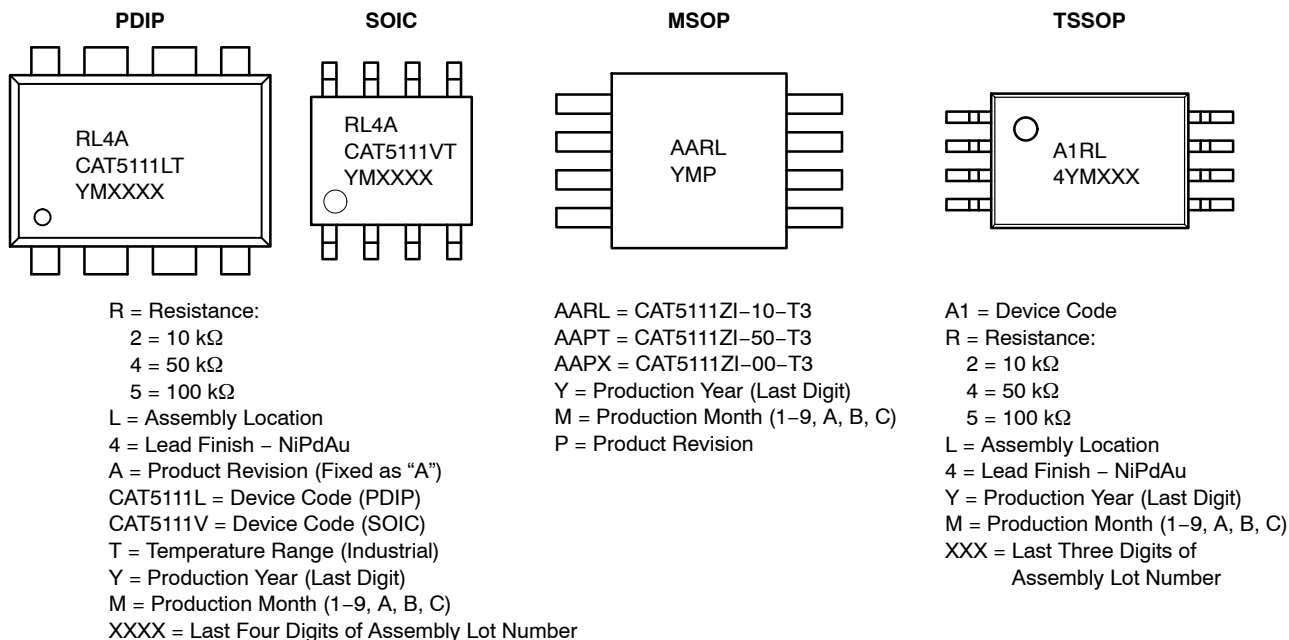 PDIP
RL4A
CAT5111LT
YMXXXX
SOIC
RL4A
CAT5111VT
YMXXXX
R = Resistance:
2 = 10 kΩ
4 = 50 kΩ
5 = 100 kΩ
L = Assembly Location
4 = Lead Finish − NiPdAu
A = Product Revision (Fixed as “A”)
CAT5111L = Device Code (PDIP)
CAT5111V = Device Code (SOIC)
T = Temperature Range (Industrial)
Y = Production Year (Last Digit)
M = Production Month (1−9, A, B, C)
XXXX = Last Four Digits of Assembly Lot Number
MSOP
AARL
YMP
AARL = CAT5111ZI−10−T3
AAPT = CAT5111ZI−50−T3
AAPX = CAT5111ZI−00−T3
Y = Production Year (Last Digit)
M = Production Month (1−9, A, B, C)
P = Product Revision
TSSOP
A1RL
4YMXXX
A1 = Device Code
R = Resistance:
2 = 10 kΩ
4 = 50 kΩ
5 = 100 kΩ
L = Assembly Location
4 = Lead Finish − NiPdAu
Y = Production Year (Last Digit)
M = Production Month (1−9, A, B, C)
XXX = Last Three Digits of
Assembly Lot Number